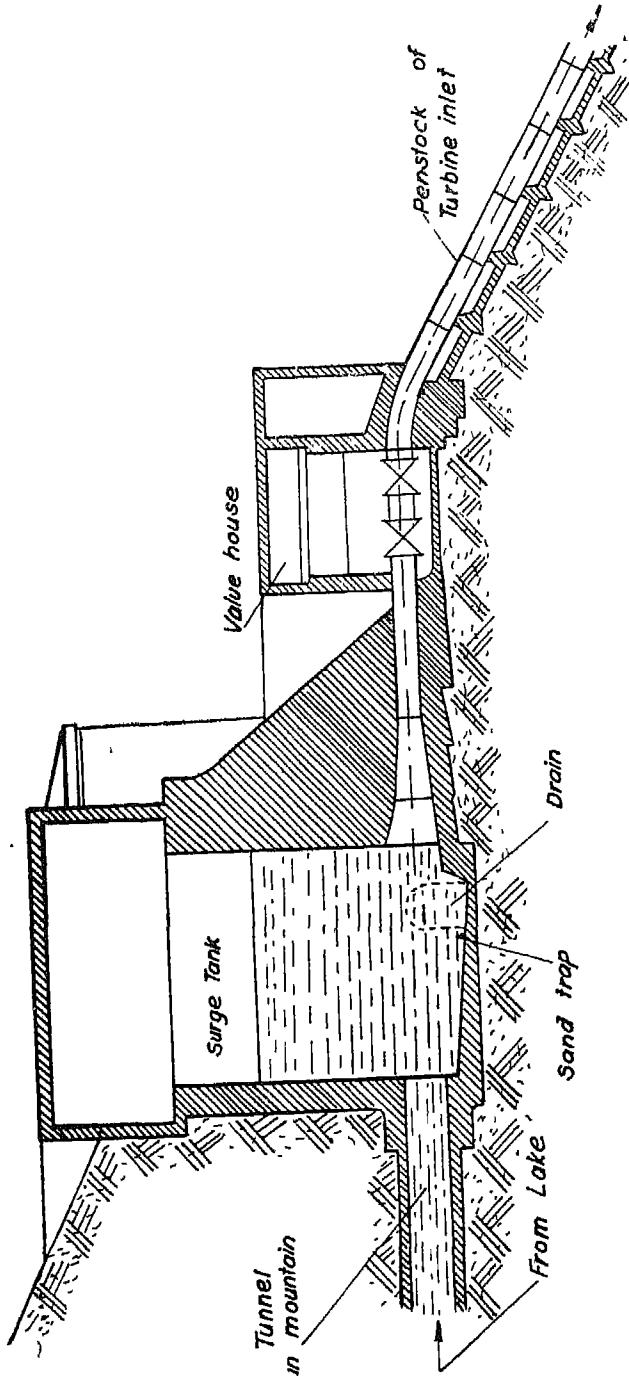 Surge Tank
Value house
Penstock of
Turbine inlet
Tunnel
in mountain
From Lake
Sand trap
Drain